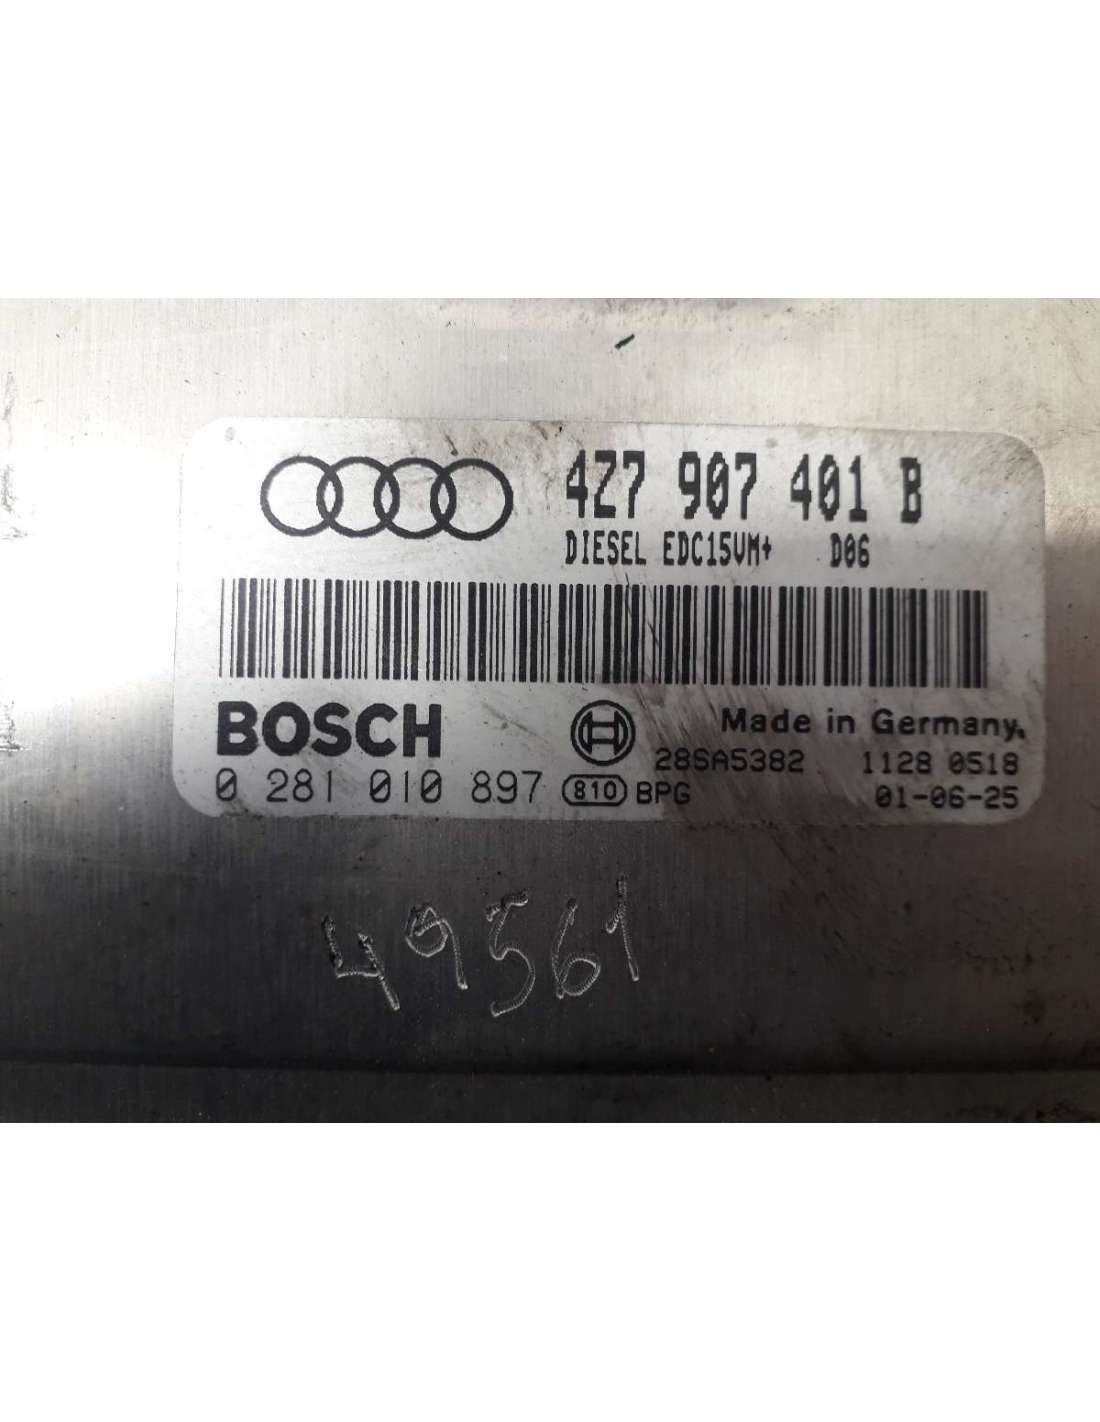 4Z7 907 401 B
DIESEL EDC15VM+ D06
BOSCH
Made in Germany.
28SA5382 1128 0518
0 281 010 897 810 BPG 01-06-25
49561